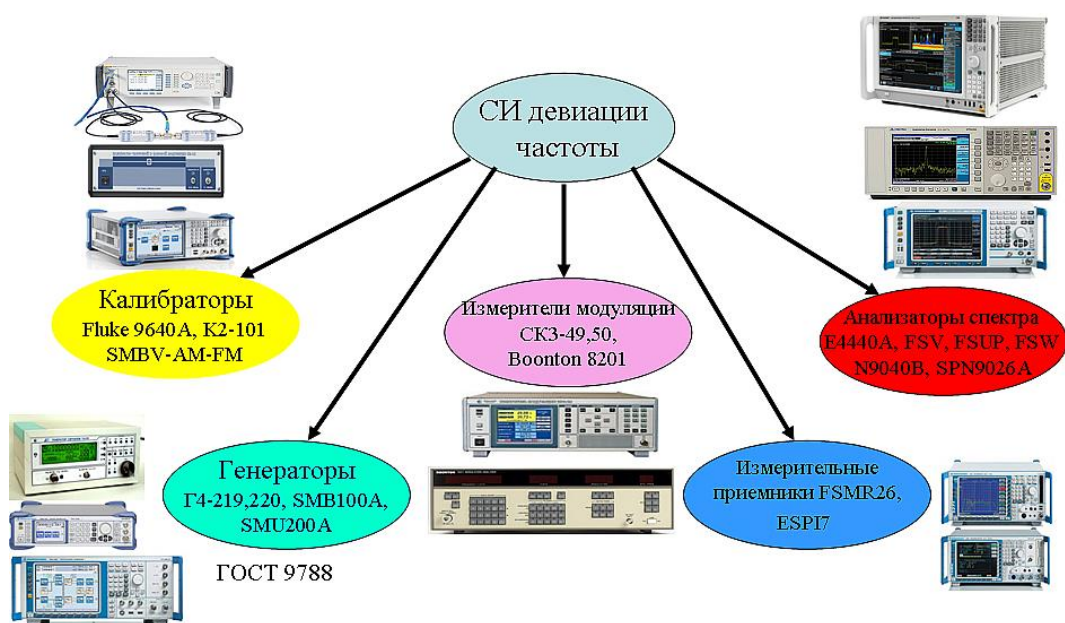 СИ девиации
частоты
Калибраторы
Fluke 9640A, К2-101
SMBV-AM-FM
Измерители модуляции
СК3-49,50,
Boonton 8201
Анализаторы спектра
E4440A, FSV, FSUP, FSW
N9040B, SPN9026A
Генераторы
Г4-219,220, SMB100A,
SMU200A
Измерительные
приемники FSMR26,
ESPI7
ГОСТ 9788